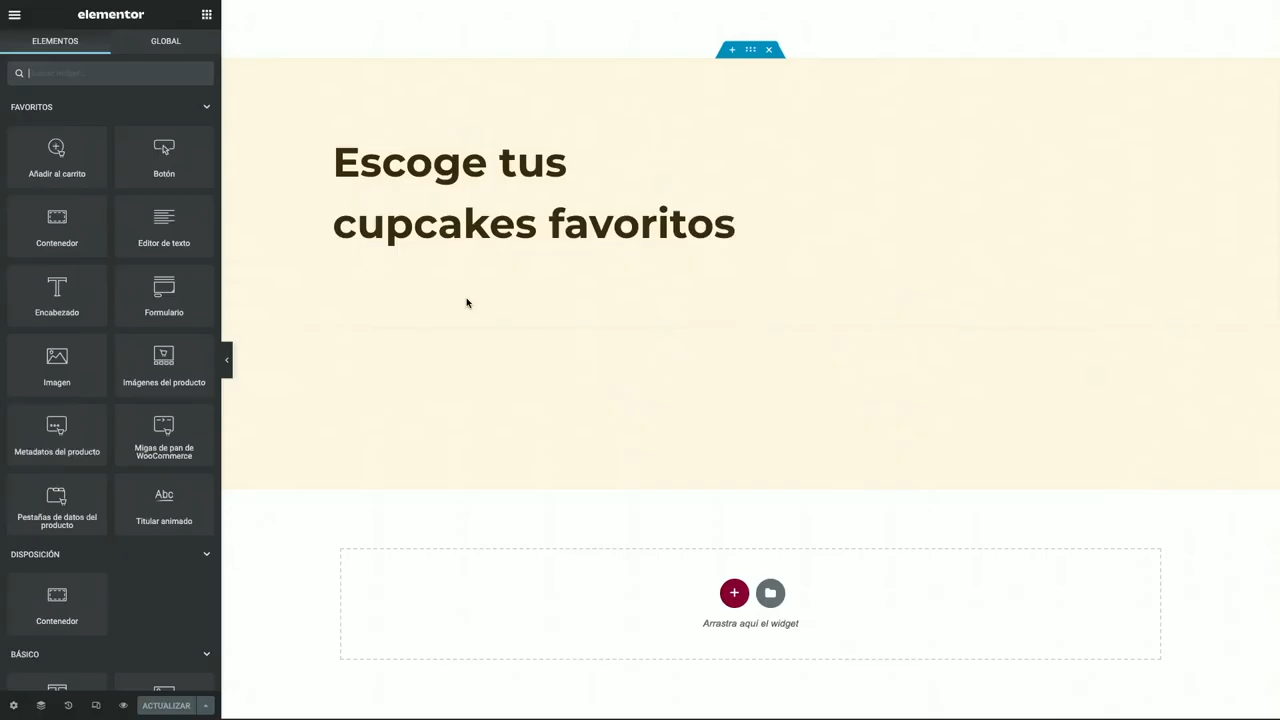 elementor
ELEMENTOS
GLOBAL
Buscar widget...
FAVORITOS
Añadir al carrito
Botón
Contenedor
Editor de texto
Encabezado
Formulario
Imagen
Imágenes del producto
Metadatos del producto
Migas de pan de
WooCommerce
Pestañas de datos del
producto
Abc
Titular animado
DISPOSICIÓN
Contenedor
BÁSICO
ACTUALIZAR
Escoge tus
cupcakes favoritos
Arrastra aquí el widget